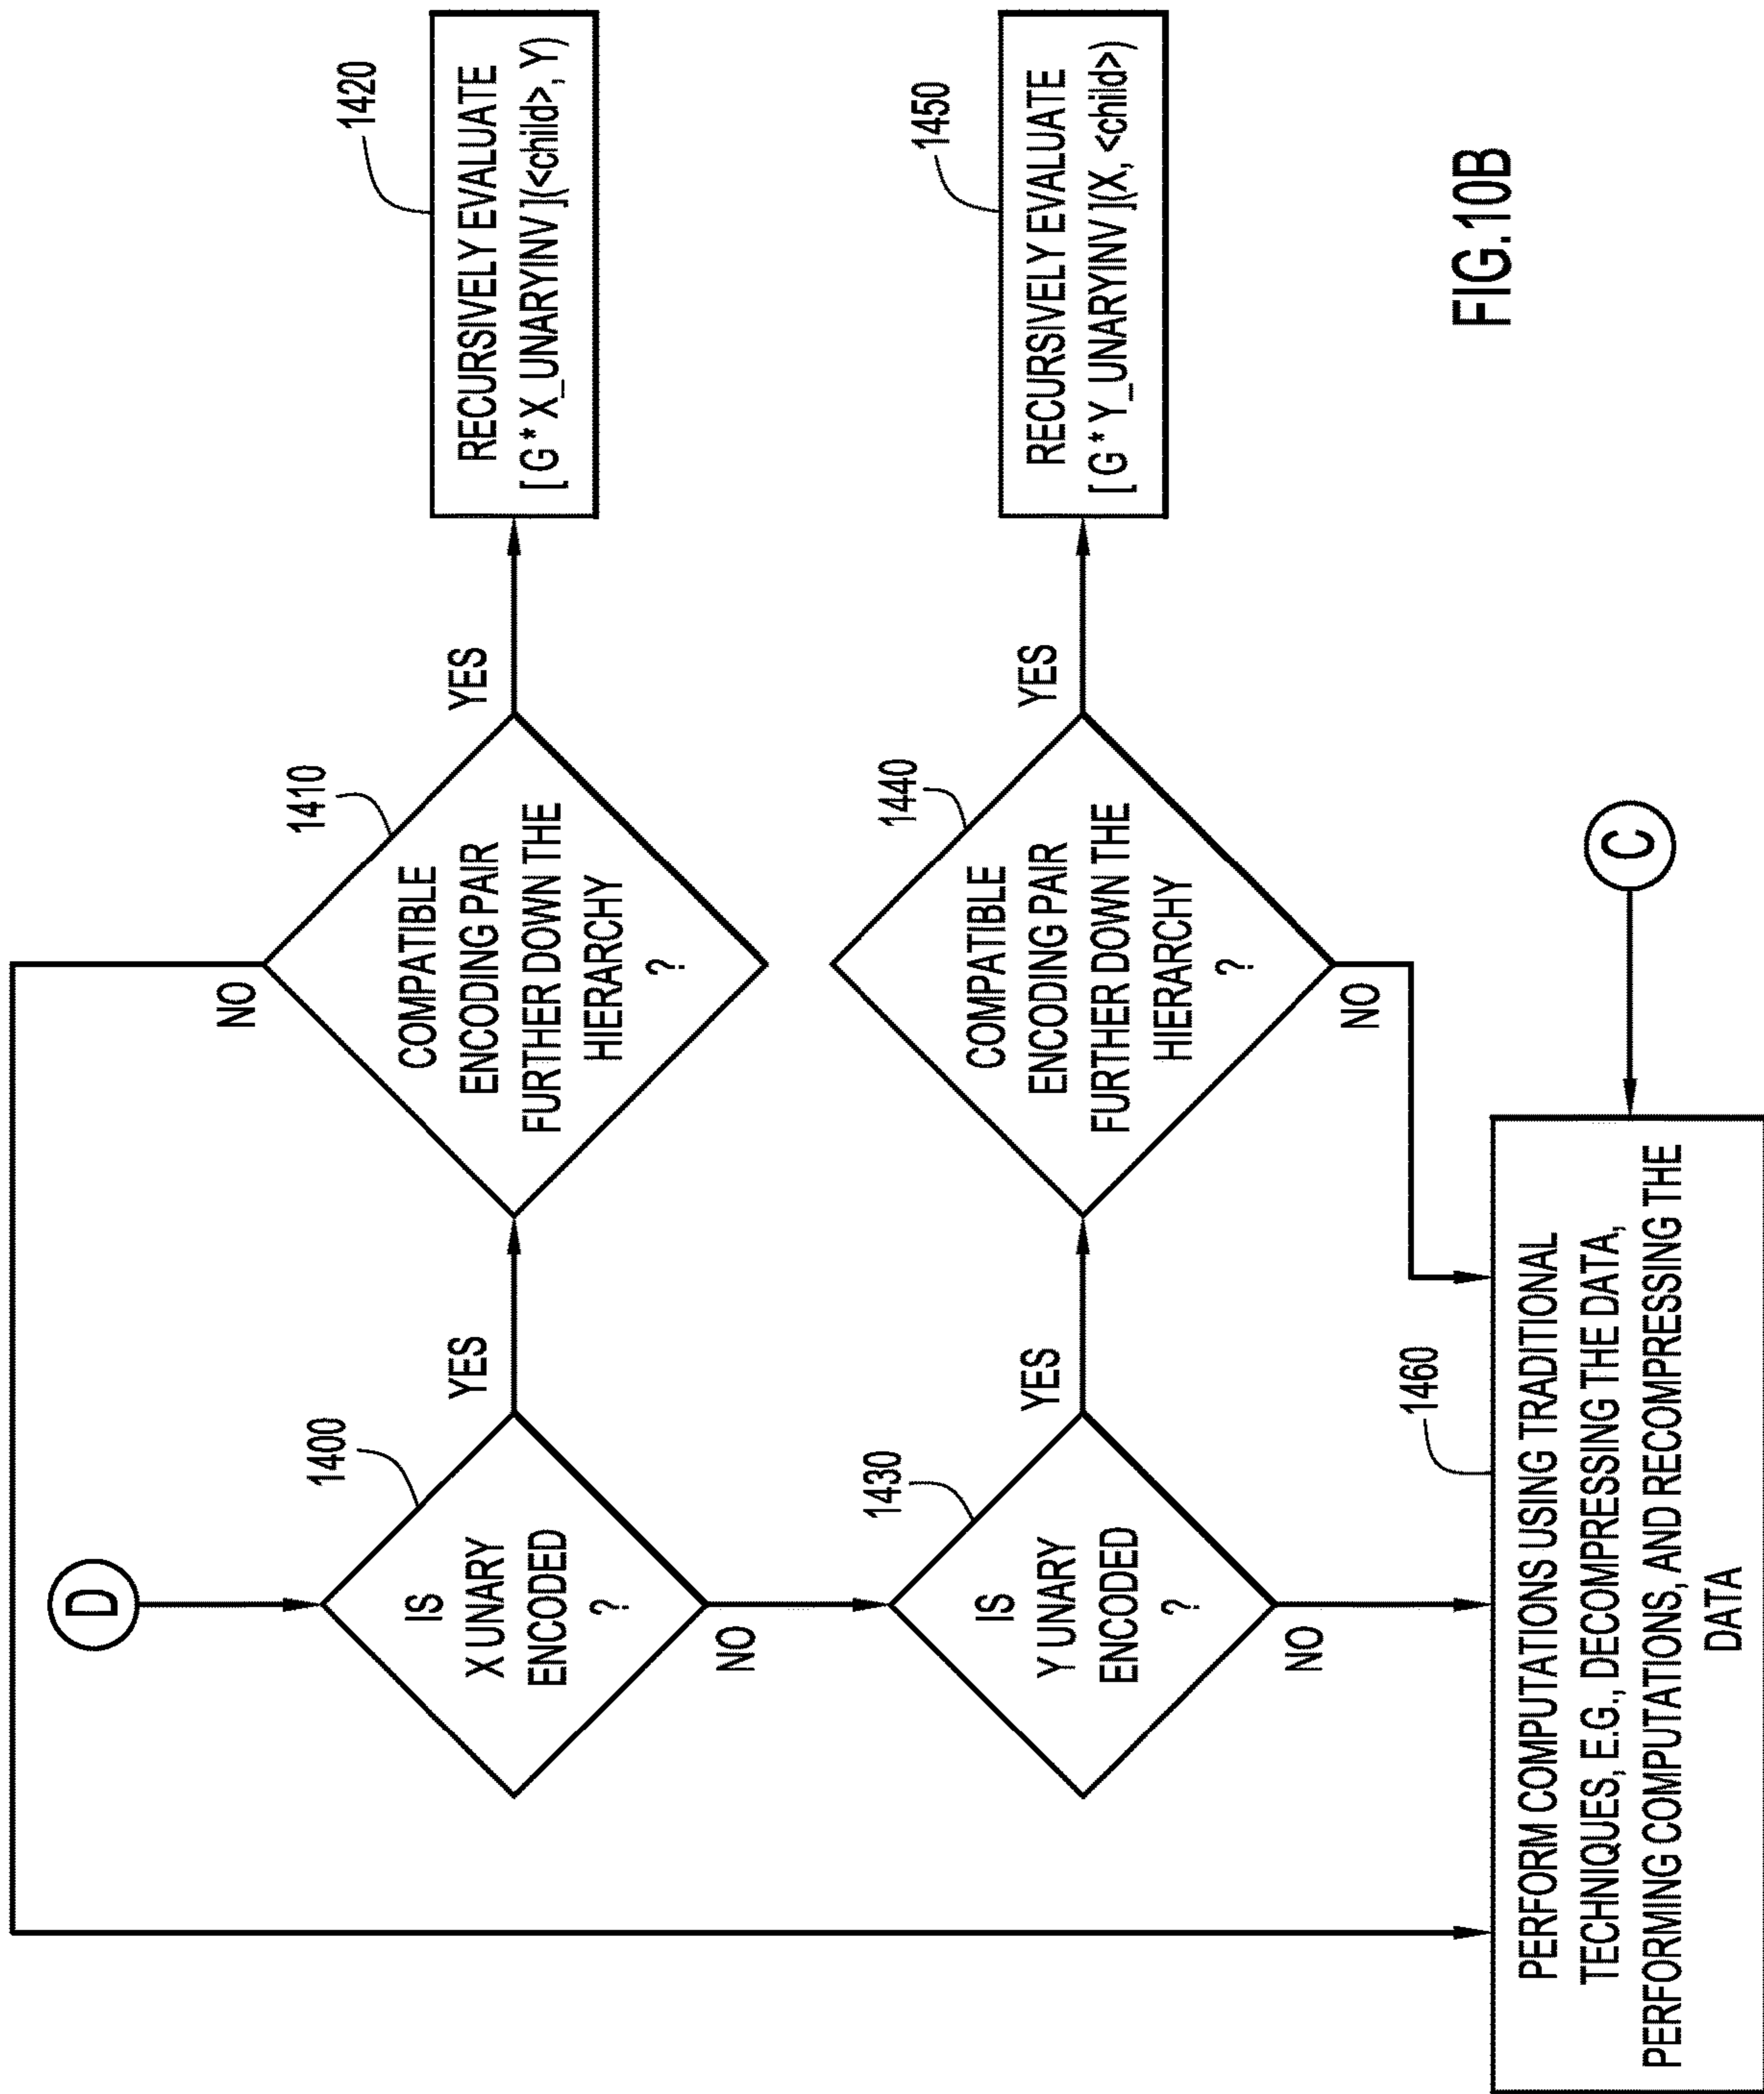 D
1400
IS
X UNARY
ENCODED
?
YES
NO
1410
COMPATIBLE
ENCODING PAIR
FURTHER DOWN THE
HIERARCHY
?
NO
YES
1420
RECURSIVELY EVALUATE
[ G * X_UNARYINV ](<child>, Y)
1430
IS
Y UNARY
ENCODED
?
YES
NO
1440
COMPATIBLE
ENCODING PAIR
FURTHER DOWN THE
HIERARCHY
?
YES
NO
1450
RECURSIVELY EVALUATE
[ G * Y_UNARYINV ](X, <child>)
1460
PERFORM COMPUTATIONS USING TRADITIONAL
TECHNIQUES, E.G., DECOMPRESSING THE DATA,
PERFORMING COMPUTATIONS, AND RECOMPRESSING THE
DATA
C
FIG.10B